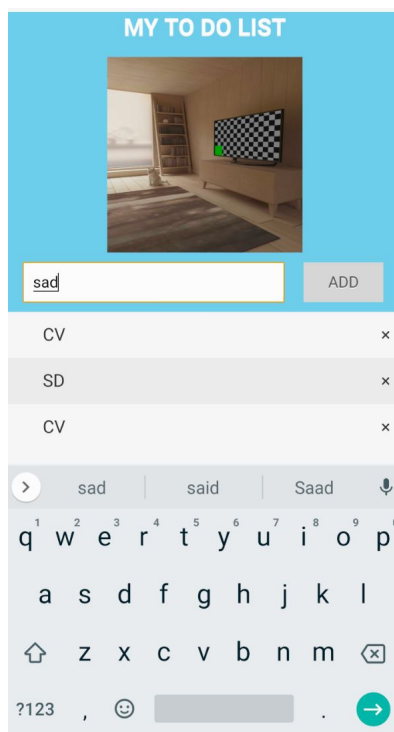 MY TO DO LIST
sad
ADD
CV ×
SD ×
CV ×
sad said Saad
1 2 3 4 5 6 7 8 9
q w e r t y u i o p
a s d f g h j k l
z x c v b n m
?123 , .